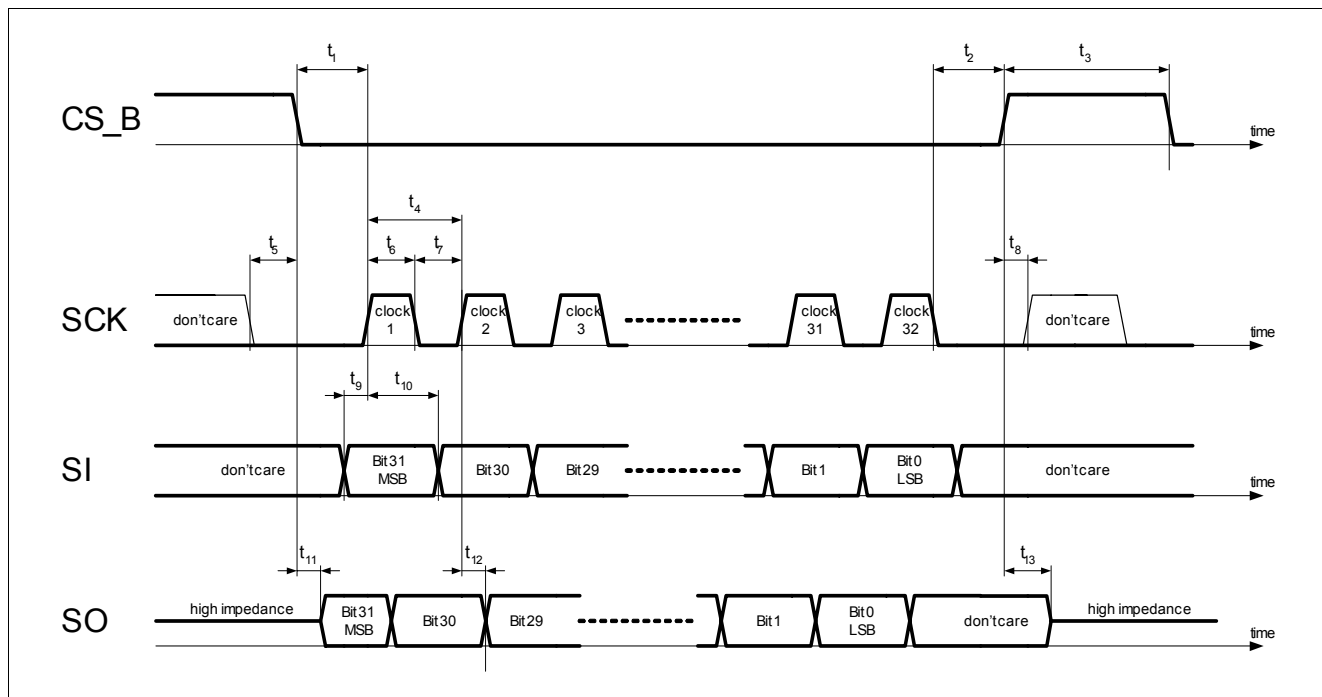 t1
t2
t3
CS_B
time
t4
t5
t6
t7
t8
SCK
don'tcare
clock
1
clock
2
clock
3
clock
31
clock
32
don'tcare
time
t9
t10
SI
don'tcare
Bit31
MSB
Bit30
Bit29
Bit1
Bit0
LSB
don'tcare
time
t11
t12
t13
SO
high impedance
Bit31
MSB
Bit30
Bit29
Bit1
Bit0
LSB
don'tcare
high impedance
time